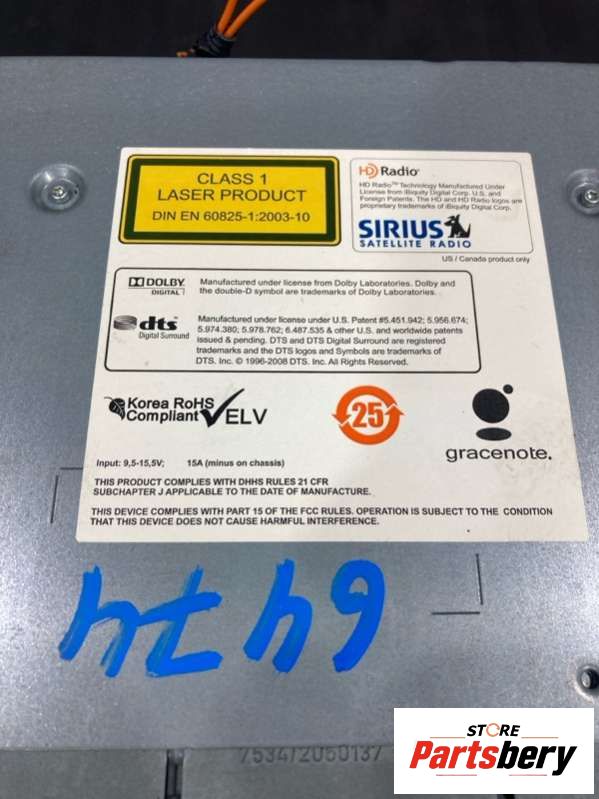 CLASS 1
LASER PRODUCT
DIN EN 60825-1:2003-10
HD Radio
HD Radio™ Technology Manufactured Under
License from iBiquity Digital Corp. U.S. and
Foreign Patents. The HD and HD Radio logos are
proprietary trademarks of iBiquity Digital Corp.
SIRIUS
SATELLITE RADIO
US / Canada product only
DOLBY
DIGITAL
Manufactured under license from Dolby Laboratories. Dolby and
the double-D symbol are trademarks of Dolby Laboratories.
dts
Digital Surround
Manufactured under license under U.S. Patent #5.451.942; 5.956.674;
5.974.380; 5.978.762; 6.487.535 & other U.S. and worldwide patents
issued & pending. DTS and DTS Digital Surround are registered
trademarks and the DTS logos and Symbols are trademarks of
DTS. Inc. © 1996-2008 DTS. Inc. All Rights Reserved.
Korea RoHS
Compliant
ELV
25
gracenote.
Input: 9,5-15,5V; 15A (minus on chassis)
THIS PRODUCT COMPLIES WITH DHHS RULES 21 CFR
SUBCHAPTER J APPLICABLE TO THE DATE OF MANUFACTURE.
THIS DEVICE COMPLIES WITH PART 15 OF THE FCC RULES. OPERATION IS SUBJECT TO THE CONDITION
THAT THIS DEVICE DOES NOT CAUSE HARMFUL INTERFERENCE.
7534/2050137
STORE
Partsbery